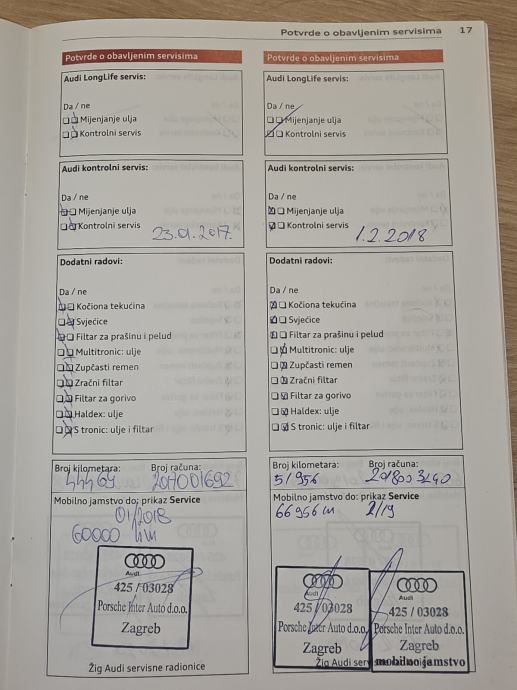 Potvrde o obavljenim servisima 17
Potvrde o obavljenim servisima
Audi LongLife servis:
Da / ne
Mijenjanje ulja
Kontrolni servis
Audi kontrolni servis:
Da / ne
Mijenjanje ulja
Kontrolni servis 23.01.2017.
Dodatni radovi:
Da / ne
Kočiona tekućina
Svjećice
Filtar za prašinu i pelud
Multitronic: ulje
Zupčasti remen
Zračni filtar
Filtar za gorivo
Haldex: ulje
S tronic: ulje i filtar
Broj kilometara: Broj računa:
44469 2017001692
Mobilno jamstvo do: prikaz Service
01/2018
60000 km
Audi
425 / 03028
Porsche Inter Auto d.o.o.
Zagreb
Žig Audi servisne radionice
Potvrde o obavljenim servisima
Audi LongLife servis:
Da / ne
Mijenjanje ulja
Kontrolni servis
Audi kontrolni servis:
Da / ne
Mijenjanje ulja
Kontrolni servis 1.2.2018
Dodatni radovi:
Da / ne
Kočiona tekućina
Svjećice
Filtar za prašinu i pelud
Multitronic: ulje
Zupčasti remen
Zračni filtar
Filtar za gorivo
Haldex: ulje
S tronic: ulje i filtar
Broj kilometara: Broj računa:
51956 2018003240
Mobilno jamstvo do: prikaz Service
66956 km 2/19
Audi
425 / 03028
Porsche Inter Auto d.o.o.
Zagreb
Audi
425 / 03028
Porsche Inter Auto d.o.o.
Zagreb
mobilno jamstvo
Žig Audi